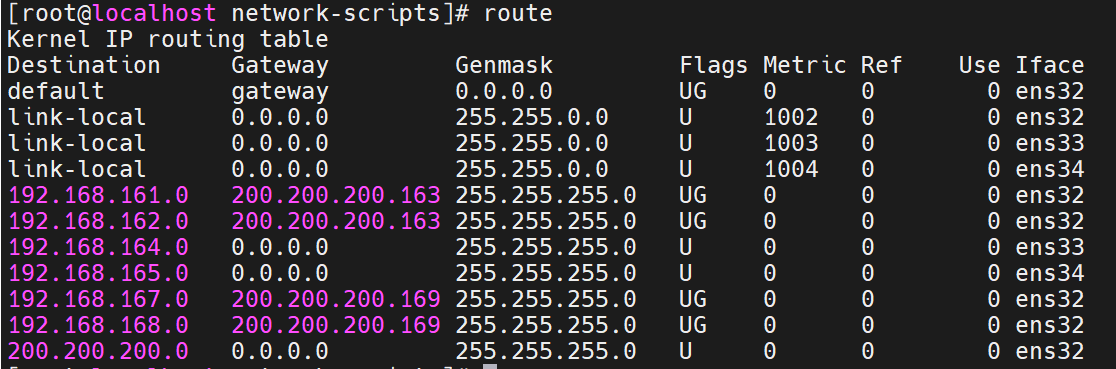 [root@localhost network-scripts]# route
Kernel IP routing table
Destination     Gateway         Genmask         Flags Metric Ref    Use Iface
default         gateway         0.0.0.0         UG    0      0        0 ens32
link-local      0.0.0.0         255.255.0.0     U     1002   0        0 ens32
link-local      0.0.0.0         255.255.0.0     U     1003   0        0 ens33
link-local      0.0.0.0         255.255.0.0     U     1004   0        0 ens34
192.168.161.0   200.200.200.163 255.255.255.0   UG    0      0        0 ens32
192.168.162.0   200.200.200.163 255.255.255.0   UG    0      0        0 ens32
192.168.164.0   0.0.0.0         255.255.255.0   U     0      0        0 ens33
192.168.165.0   0.0.0.0         255.255.255.0   U     0      0        0 ens34
192.168.167.0   200.200.200.169 255.255.255.0   UG    0      0        0 ens32
192.168.168.0   200.200.200.169 255.255.255.0   UG    0      0        0 ens32
200.200.200.0   0.0.0.0         255.255.255.0   U     0      0        0 ens32